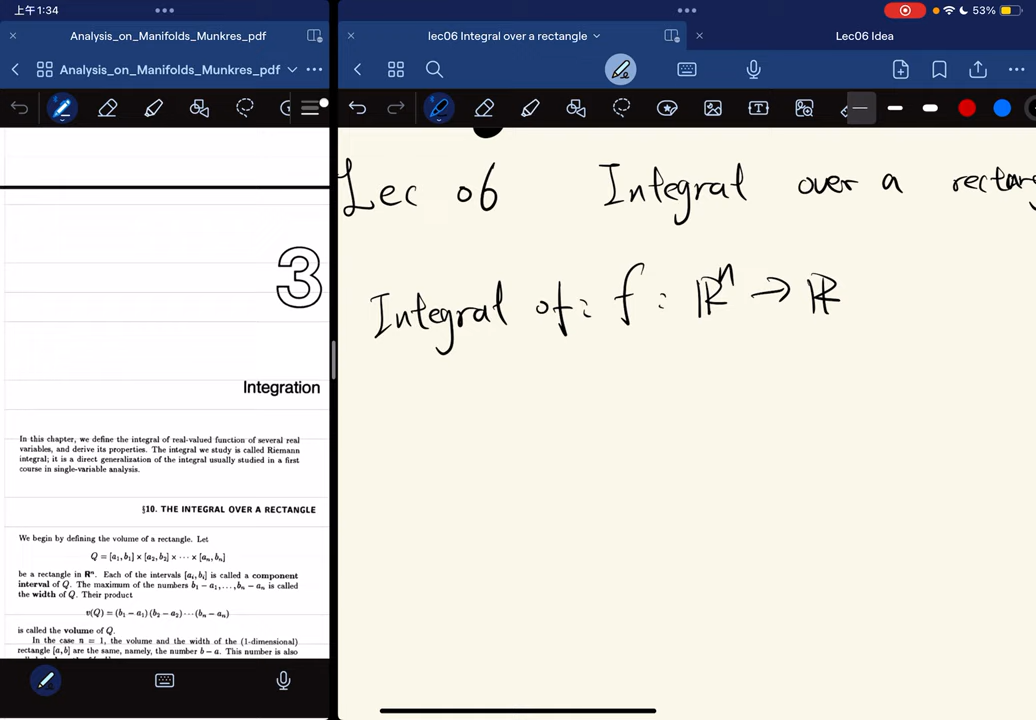 上午1:34
53%
Analysis_on_Manifolds_Munkres_pdf
lec06 Integral over a rectangle
Lec06 Idea
Analysis_on_Manifolds_Munkres_pdf
3
Integration
In this chapter, we define the integral of real-valued function of several real
variables, and derive its properties. The integral we study is called Riemann
integral; it is a direct generalization of the integral usually studied in a first
course in single-variable analysis.
§10. THE INTEGRAL OVER A RECTANGLE
We begin by defining the volume of a rectangle. Let
Q = [a₁, b₁] × [a₂, b₂] × ··· × [aₙ, bₙ]
be a rectangle in Rⁿ. Each of the intervals [aᵢ, bᵢ] is called a component
interval of Q. The maximum of the numbers b₁ − a₁, ..., bₙ − aₙ is called
the width of Q. Their product
v(Q) = (b₁ − a₁)(b₂ − a₂) ··· (bₙ − aₙ)
is called the volume of Q.
In the case n = 1, the volume and the width of the (1-dimensional)
rectangle [a, b] are the same, namely, the number b − a. This number is also
Lec 06 Integral over a rectang
Integral of: f: ℝⁿ → ℝ